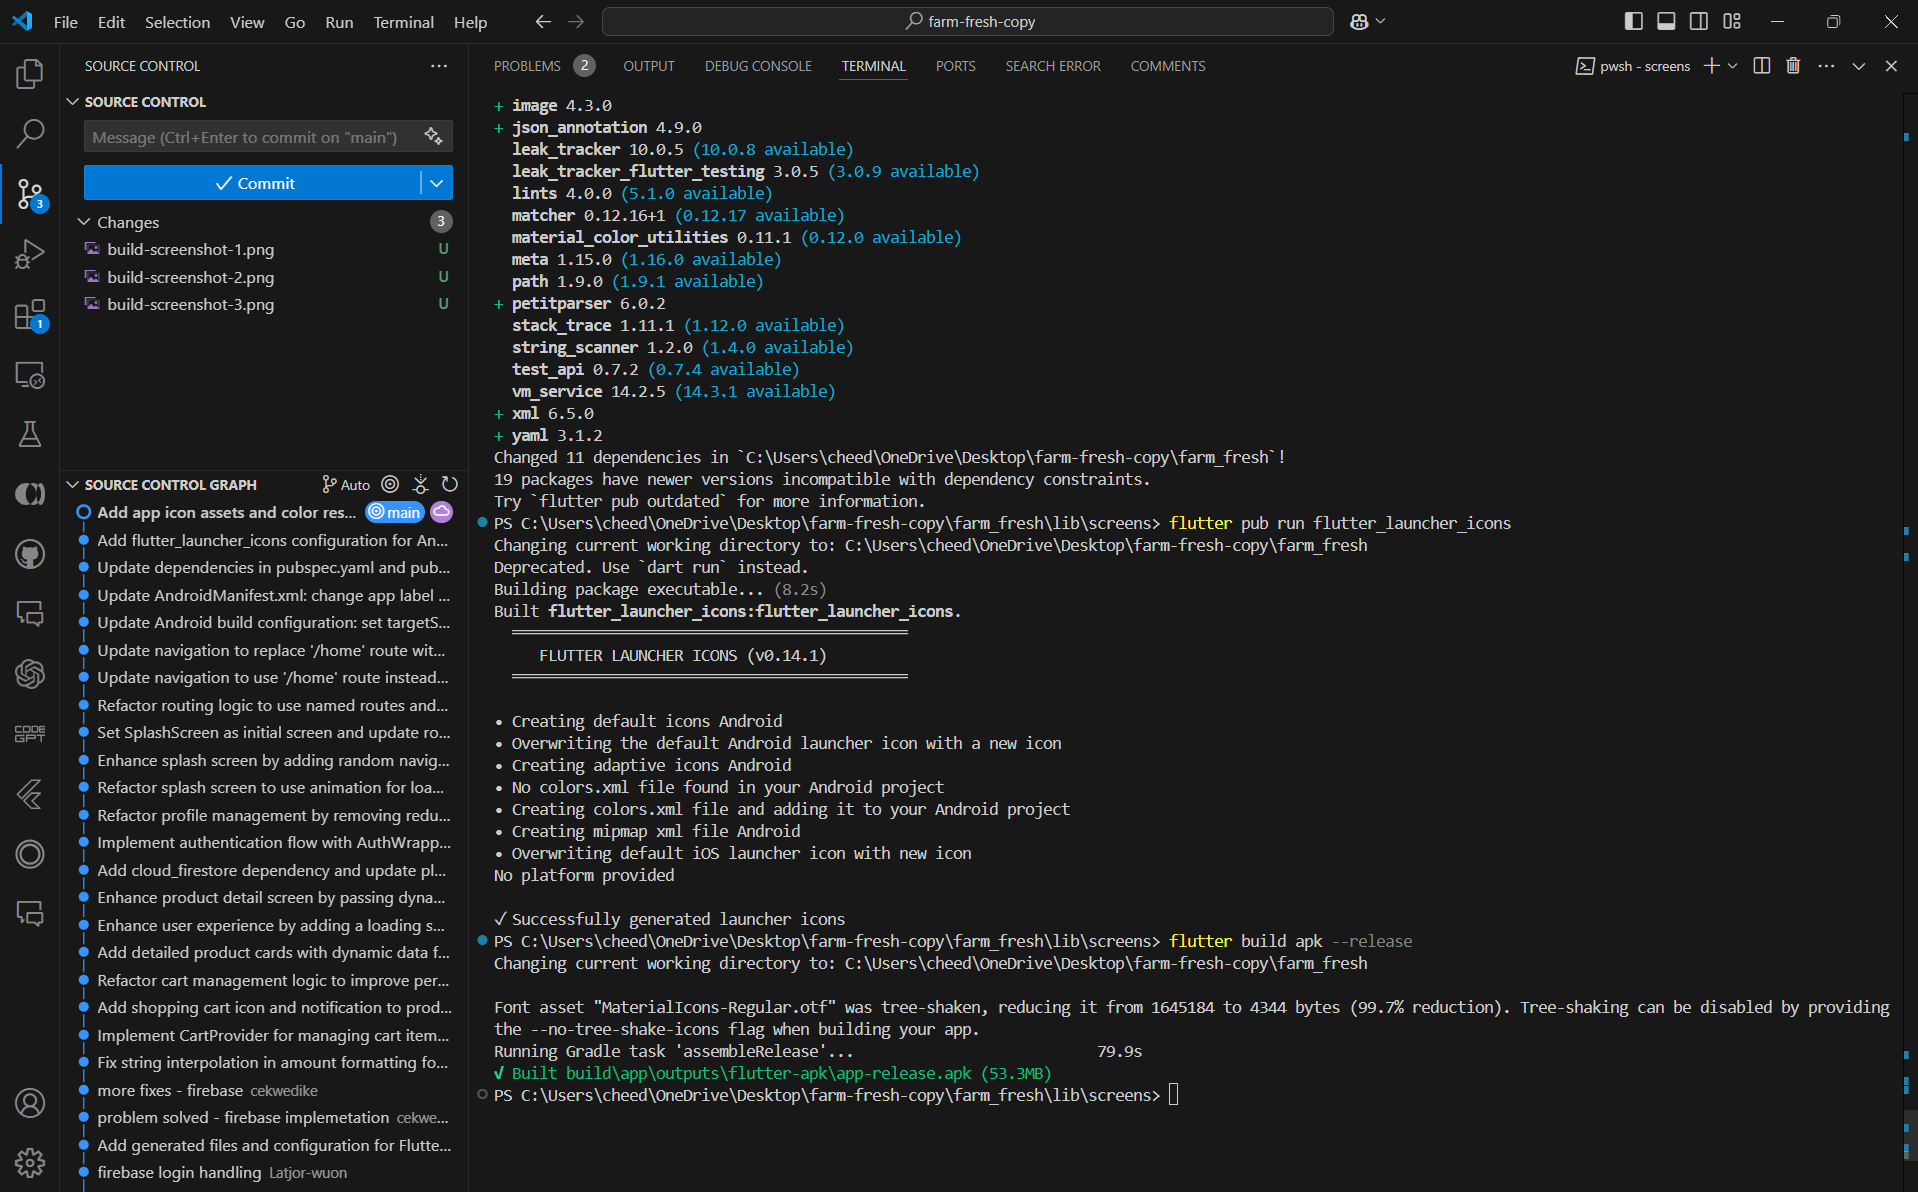 File Edit Selection View Go Run Terminal Help
farm-fresh-copy
SOURCE CONTROL
SOURCE CONTROL
Message (Ctrl+Enter to commit on "main")
Commit
Changes 3
build-screenshot-1.png U
build-screenshot-2.png U
build-screenshot-3.png U
3
1
CODE
GPT
SOURCE CONTROL GRAPH Auto
Add app icon assets and color res... main
Add flutter_launcher_icons configuration for An...
Update dependencies in pubspec.yaml and pub...
Update AndroidManifest.xml: change app label ...
Update Android build configuration: set targetS...
Update navigation to replace '/home' route wit...
Update navigation to use '/home' route instead...
Refactor routing logic to use named routes and...
Set SplashScreen as initial screen and update ro...
Enhance splash screen by adding random navig...
Refactor splash screen to use animation for loa...
Refactor profile management by removing redu...
Implement authentication flow with AuthWrapp...
Add cloud_firestore dependency and update pl...
Enhance product detail screen by passing dyna...
Enhance user experience by adding a loading s...
Add detailed product cards with dynamic data f...
Refactor cart management logic to improve per...
Add shopping cart icon and notification to prod...
Implement CartProvider for managing cart item...
Fix string interpolation in amount formatting fo...
more fixes - firebase cekwedike
problem solved - firebase implemetation cekwe...
Add generated files and configuration for Flutte...
firebase login handling Latjor-wuon
PROBLEMS 2 OUTPUT DEBUG CONSOLE TERMINAL PORTS SEARCH ERROR COMMENTS
pwsh - screens
+ image 4.3.0
+ json_annotation 4.9.0
leak_tracker 10.0.5 (10.0.8 available)
leak_tracker_flutter_testing 3.0.5 (3.0.9 available)
lints 4.0.0 (5.1.0 available)
matcher 0.12.16+1 (0.12.17 available)
material_color_utilities 0.11.1 (0.12.0 available)
meta 1.15.0 (1.16.0 available)
path 1.9.0 (1.9.1 available)
+ petitparser 6.0.2
stack_trace 1.11.1 (1.12.0 available)
string_scanner 1.2.0 (1.4.0 available)
test_api 0.7.2 (0.7.4 available)
vm_service 14.2.5 (14.3.1 available)
+ xml 6.5.0
+ yaml 3.1.2
Changed 11 dependencies in `C:\Users\cheed\OneDrive\Desktop\farm-fresh-copy\farm_fresh`!
19 packages have newer versions incompatible with dependency constraints.
Try `flutter pub outdated` for more information.
PS C:\Users\cheed\OneDrive\Desktop\farm-fresh-copy\farm_fresh\lib\screens> flutter pub run flutter_launcher_icons
Changing current working directory to: C:\Users\cheed\OneDrive\Desktop\farm-fresh-copy\farm_fresh
Deprecated. Use `dart run` instead.
Building package executable... (8.2s)
Built flutter_launcher_icons:flutter_launcher_icons.
════════════════════════════════════════════
FLUTTER LAUNCHER ICONS (v0.14.1)
════════════════════════════════════════════
• Creating default icons Android
• Overwriting the default Android launcher icon with a new icon
• Creating adaptive icons Android
• No colors.xml file found in your Android project
• Creating colors.xml file and adding it to your Android project
• Creating mipmap xml file Android
• Overwriting default iOS launcher icon with new icon
No platform provided
✓ Successfully generated launcher icons
PS C:\Users\cheed\OneDrive\Desktop\farm-fresh-copy\farm_fresh\lib\screens> flutter build apk --release
Changing current working directory to: C:\Users\cheed\OneDrive\Desktop\farm-fresh-copy\farm_fresh
Font asset "MaterialIcons-Regular.otf" was tree-shaken, reducing it from 1645184 to 4344 bytes (99.7% reduction). Tree-shaking can be disabled by providing
the --no-tree-shake-icons flag when building your app.
Running Gradle task 'assembleRelease'... 79.9s
√ Built build\app\outputs\flutter-apk\app-release.apk (53.3MB)
PS C:\Users\cheed\OneDrive\Desktop\farm-fresh-copy\farm_fresh\lib\screens>